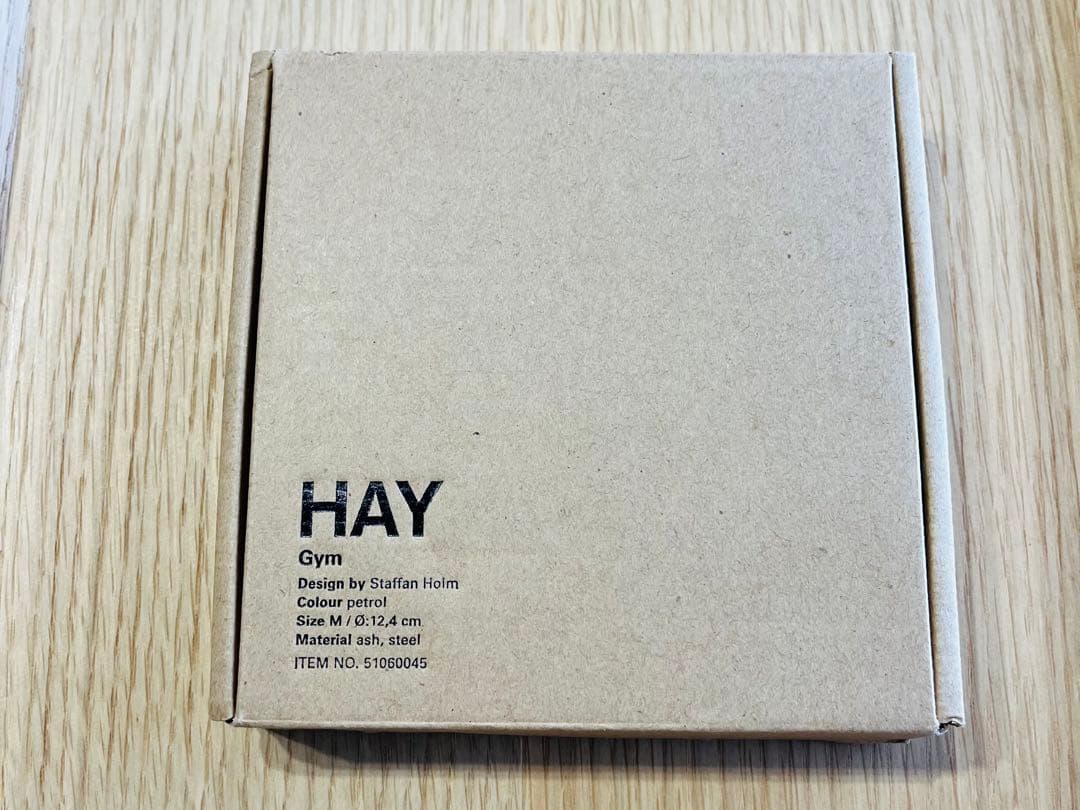 HAY
Gym
Design by Staffan Holm
Colour petrol
Size M / Ø:12,4 cm
Material ash, steel
ITEM NO. 51060045